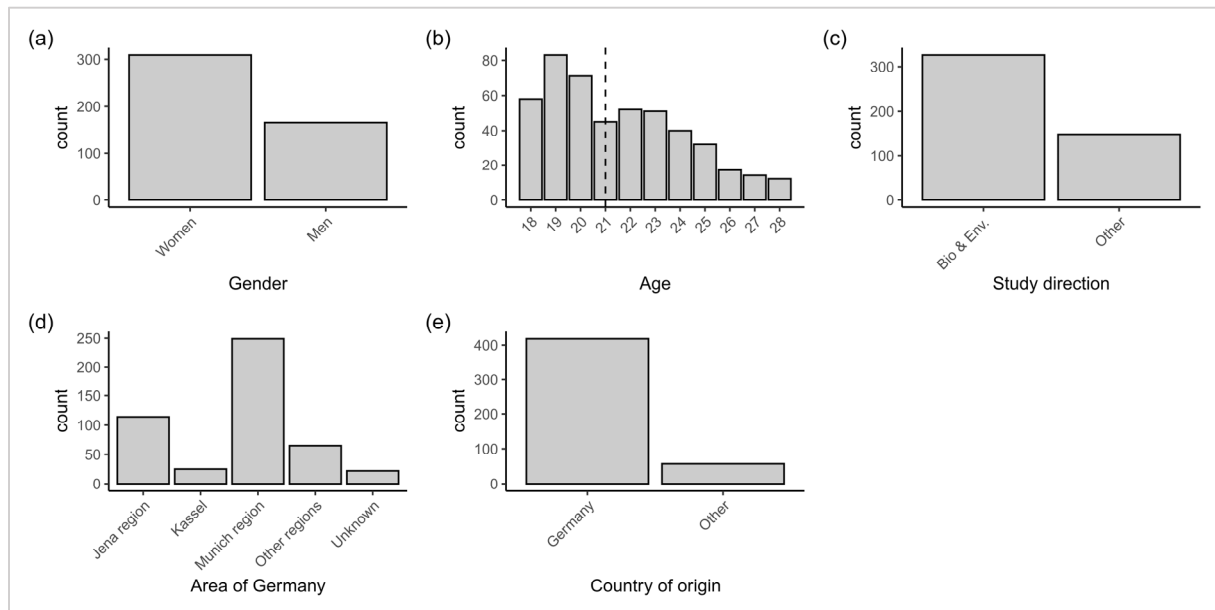 (a)
300
200
100
0
count
Women
Men
Gender
(b)
80
60
40
20
0
count
18 19 20 21 22 23 24 25 26 27 28
Age
(c)
300
200
100
0
count
Bio & Env.
Other
Study direction
(d)
250
200
150
100
50
0
count
Jena region
Kassel
Munich region
Other regions
Unknown
Area of Germany
(e)
400
300
200
100
0
count
Germany
Other
Country of origin